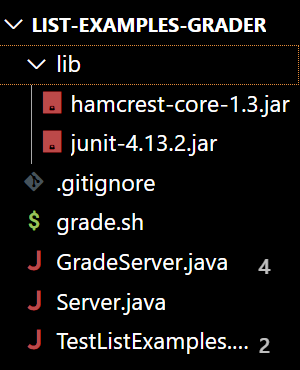 LIST-EXAMPLES-GRADER
lib
hamcrest-core-1.3.jar
junit-4.13.2.jar
.gitignore
$ grade.sh
J GradeServer.java 4
J Server.java
J TestListExamples.... 2